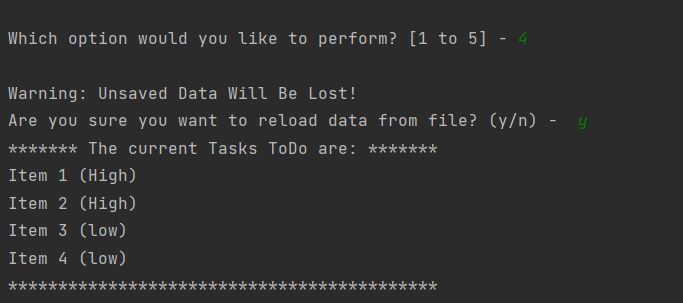 Which option would you like to perform? [1 to 5] - 4
Warning: Unsaved Data Will Be Lost!
Are you sure you want to reload data from file? (y/n) -  y
******* The current Tasks ToDo are: *******
Item 1 (High)
Item 2 (High)
Item 3 (low)
Item 4 (low)
*******************************************